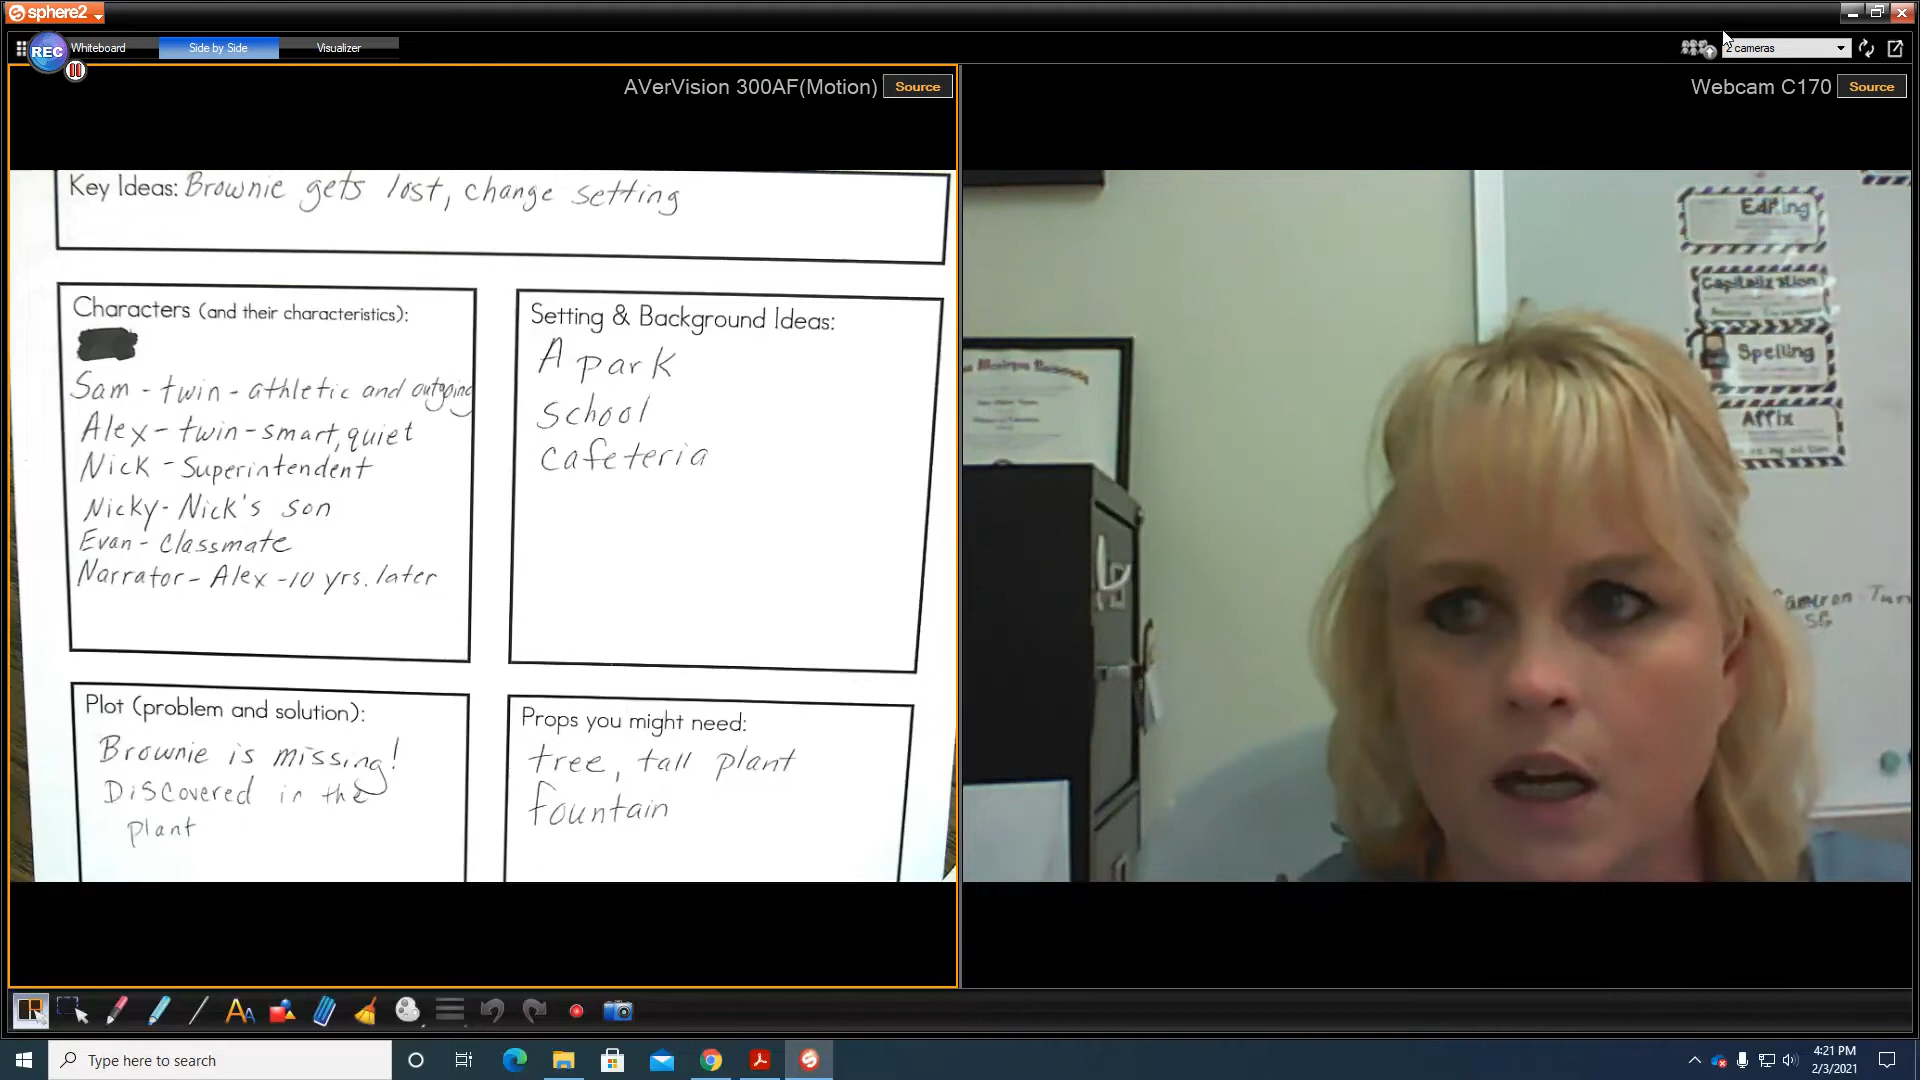 sphere2
REC
Whiteboard
Side by Side
Visualizer
2 cameras
AVerVision 300AF(Motion)
Source
Webcam C170
Source
Key Ideas: Brownie gets lost, change setting
Characters (and their characteristics):
Sam - twin - athletic and outgoing
Alex - twin - smart, quiet
Nick - Superintendent
Nicky - Nick's son
Evan - Classmate
Narrator - Alex - 10 yrs. later
Setting & Background Ideas:
A park
School
Cafeteria
Plot (problem and solution):
Brownie is missing!
Discovered in the
plant
Props you might need:
tree, tall plant
fountain
Editing
Capitalization
Spelling
Affix
Type here to search
4:21 PM
2/3/2021